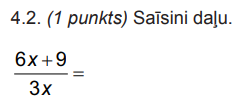 4.2. (1 punkts) Saīsini daļu.
6x+9
3x
=